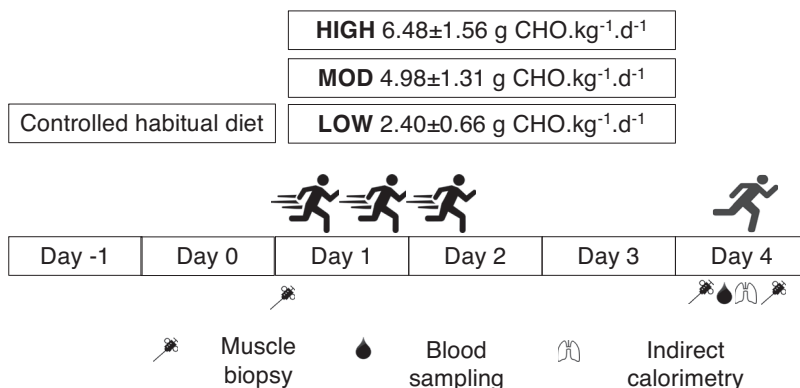 HIGH 6.48±1.56 g CHO.kg⁻¹.d⁻¹
MOD 4.98±1.31 g CHO.kg⁻¹.d⁻¹
Controlled habitual diet
LOW 2.40±0.66 g CHO.kg⁻¹.d⁻¹
Day -1
Day 0
Day 1
Day 2
Day 3
Day 4
Muscle
biopsy
Blood
sampling
Indirect
calorimetry